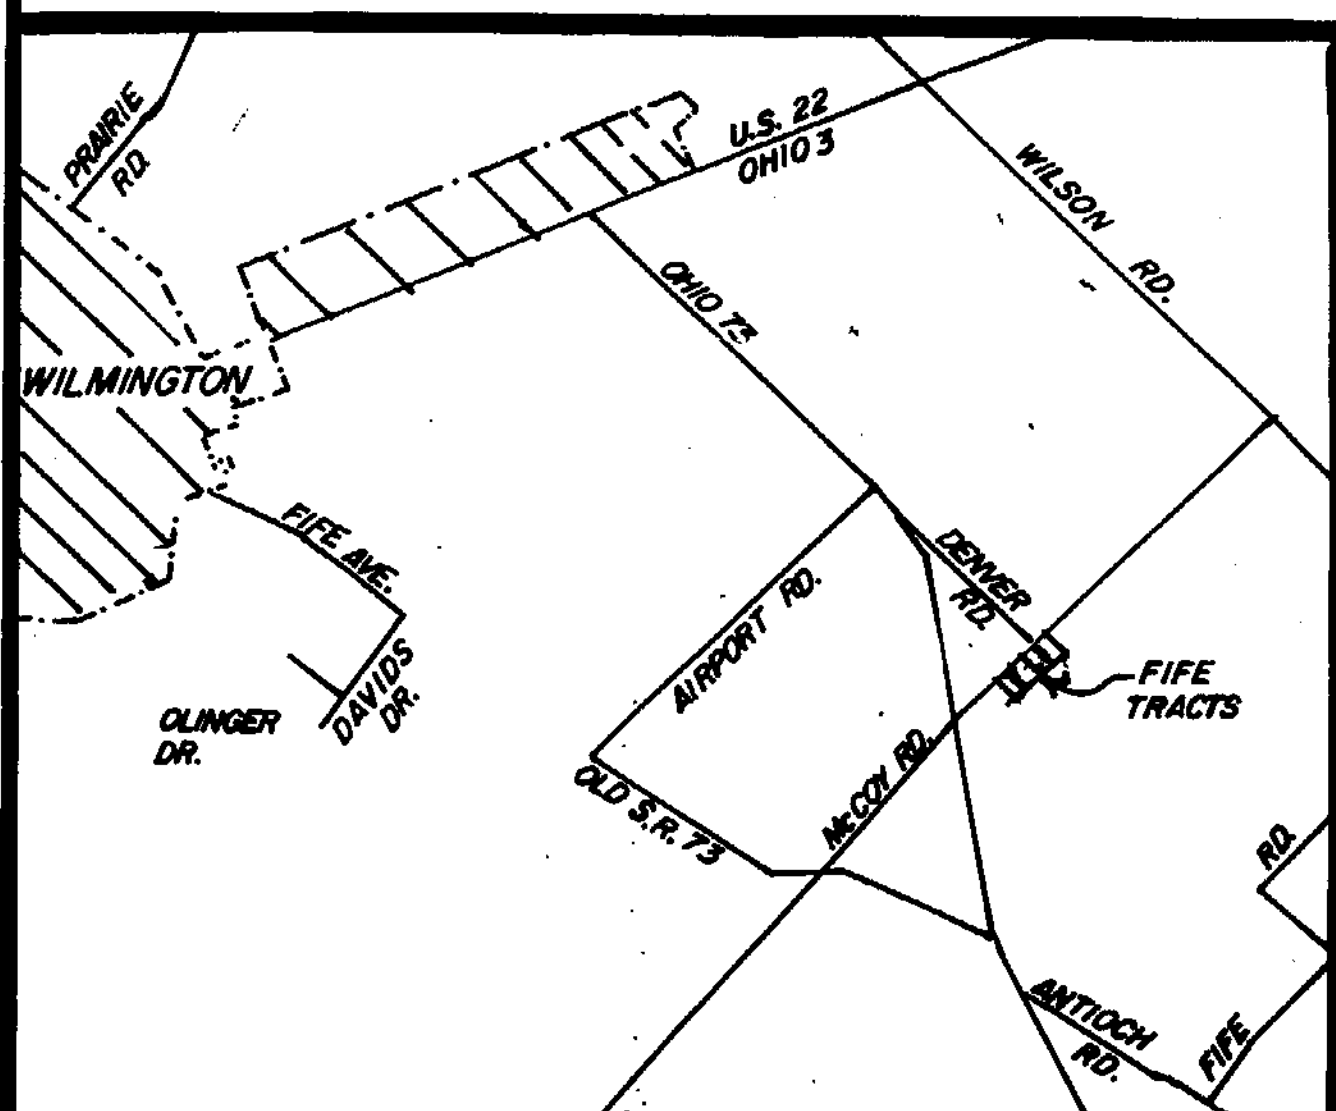 PRAIRIE
RD.
U.S. 22
OHIO 3
WILSON
RD.
OHIO 73
WILMINGTON
FIFE AVE.
DENVER
RD.
AIRPORT RD.
DAVIDS
DR.
OLINGER
DR.
FIFE
TRACTS
McCOY RD.
OLD S.R. 73
RD.
ANTIOCH
RD.
FIFE